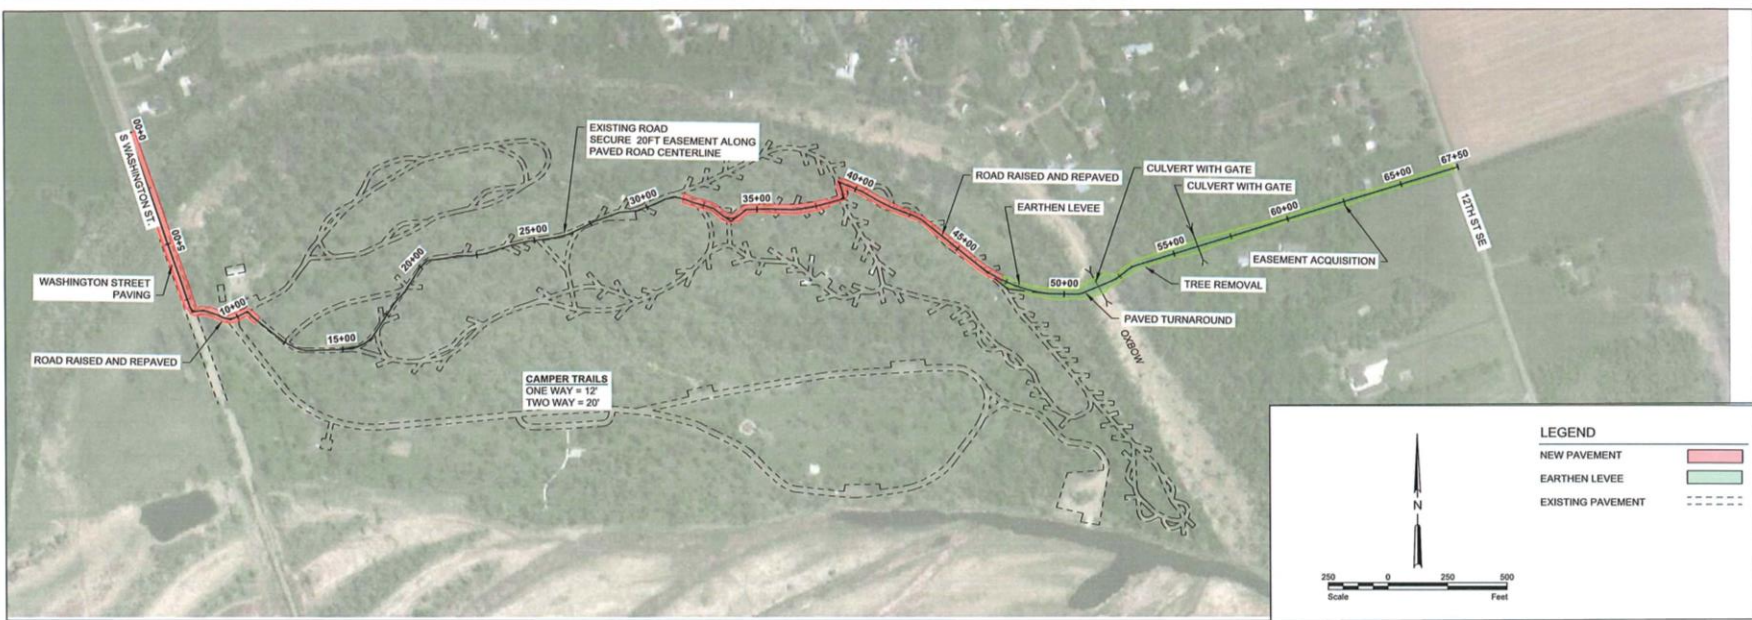 0+00
S WASHINGTON ST.
5+00
WASHINGTON STREET
PAVING
10+00
ROAD RAISED AND REPAVED
15+00
20+00
25+00
EXISTING ROAD
SECURE 20FT EASEMENT ALONG
PAVED ROAD CENTERLINE
30+00
35+00
40+00
ROAD RAISED AND REPAVED
45+00
EARTHEN LEVEE
50+00
CULVERT WITH GATE
CULVERT WITH GATE
55+00
60+00
65+00
67+50
12TH ST SE
EASEMENT ACQUISITION
TREE REMOVAL
PAVED TURNAROUND
OXBOW
CAMPER TRAILS
ONE WAY = 12'
TWO WAY = 20'
LEGEND
NEW PAVEMENT
EARTHEN LEVEE
EXISTING PAVEMENT
N
250 0 250 500
Scale Feet